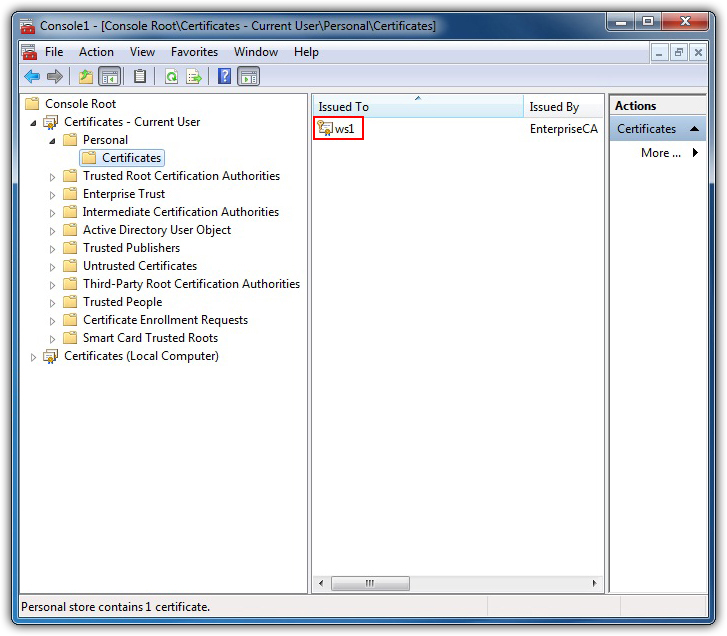 Console1 - [Console Root\Certificates - Current User\Personal\Certificates]
File Action View Favorites Window Help
Console Root
Certificates - Current User
Personal
Certificates
Trusted Root Certification Authorities
Enterprise Trust
Intermediate Certification Authorities
Active Directory User Object
Trusted Publishers
Untrusted Certificates
Third-Party Root Certification Authorities
Trusted People
Certificate Enrollment Requests
Smart Card Trusted Roots
Certificates (Local Computer)
Issued To Issued By
ws1 EnterpriseCA
Actions
Certificates
More ...
Personal store contains 1 certificate.